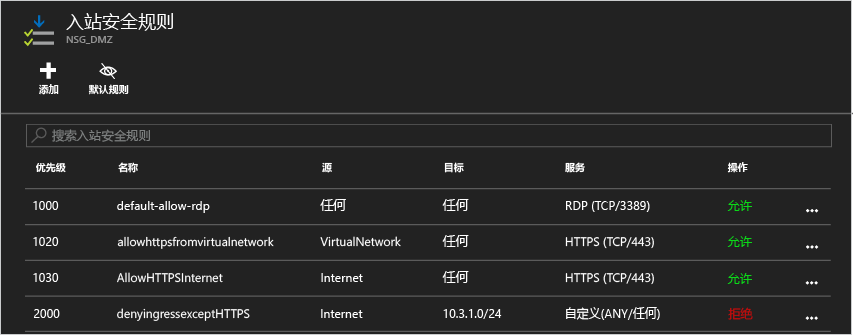 入站安全规则
NSG_DMZ
添加 默认规则
搜索入站安全规则
优先级 名称 源 目标 服务 操作
1000 default-allow-rdp 任何 任何 RDP (TCP/3389) 允许 ...
1020 allowhttpsfromvirtualnetwork VirtualNetwork 任何 HTTPS (TCP/443) 允许 ...
1030 AllowHTTPSInternet Internet 任何 HTTPS (TCP/443) 允许 ...
2000 denyingressexceptHTTPS Internet 10.3.1.0/24 自定义(ANY/任何) 拒绝 ...